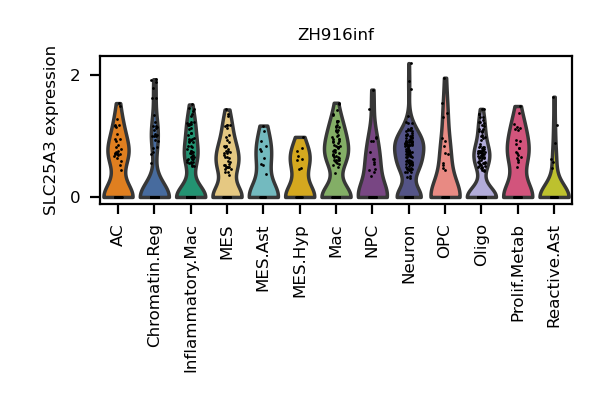 ZH916inf
SLC25A3 expression
2
0
AC
Chromatin.Reg
Inflammatory.Mac
MES
MES.Ast
MES.Hyp
Mac
NPC
Neuron
OPC
Oligo
Prolif.Metab
Reactive.Ast